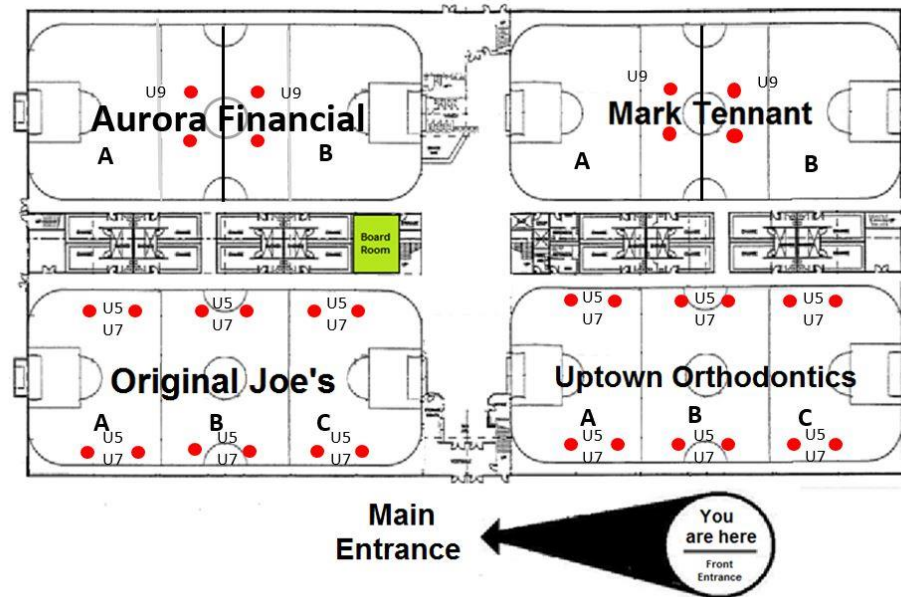 U9
U9
Aurora Financial
A
B
U9
U9
Mark Tennant
A
B
Board
Room
U5
U7
U5
U7
U5
U7
Original Joe's
A
B
C
U5
U7
U5
U7
U5
U7
U5
U7
U5
U7
U5
U7
Uptown Orthodontics
A
B
C
U5
U7
U5
U7
U5
U7
Main
Entrance
You
are here
Front
Entrance